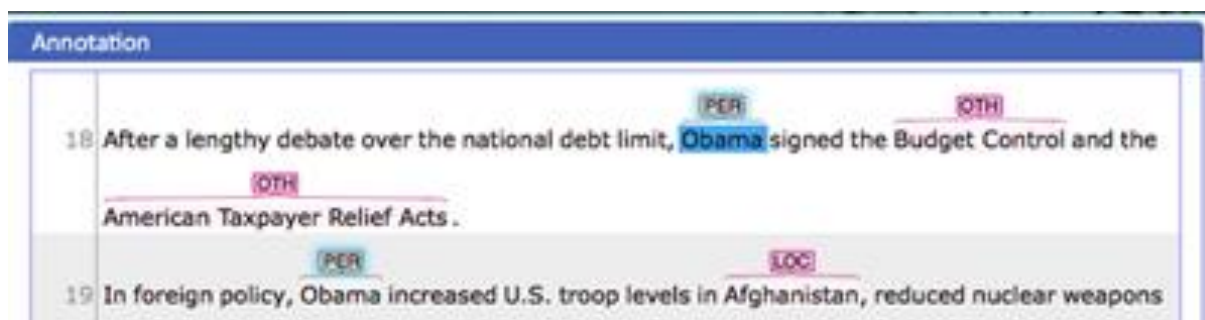 Annotation
PER OTH
18 After a lengthy debate over the national debt limit, Obama signed the Budget Control and the
OTH
American Taxpayer Relief Acts.
PER LOC
19 In foreign policy, Obama increased U.S. troop levels in Afghanistan, reduced nuclear weapons